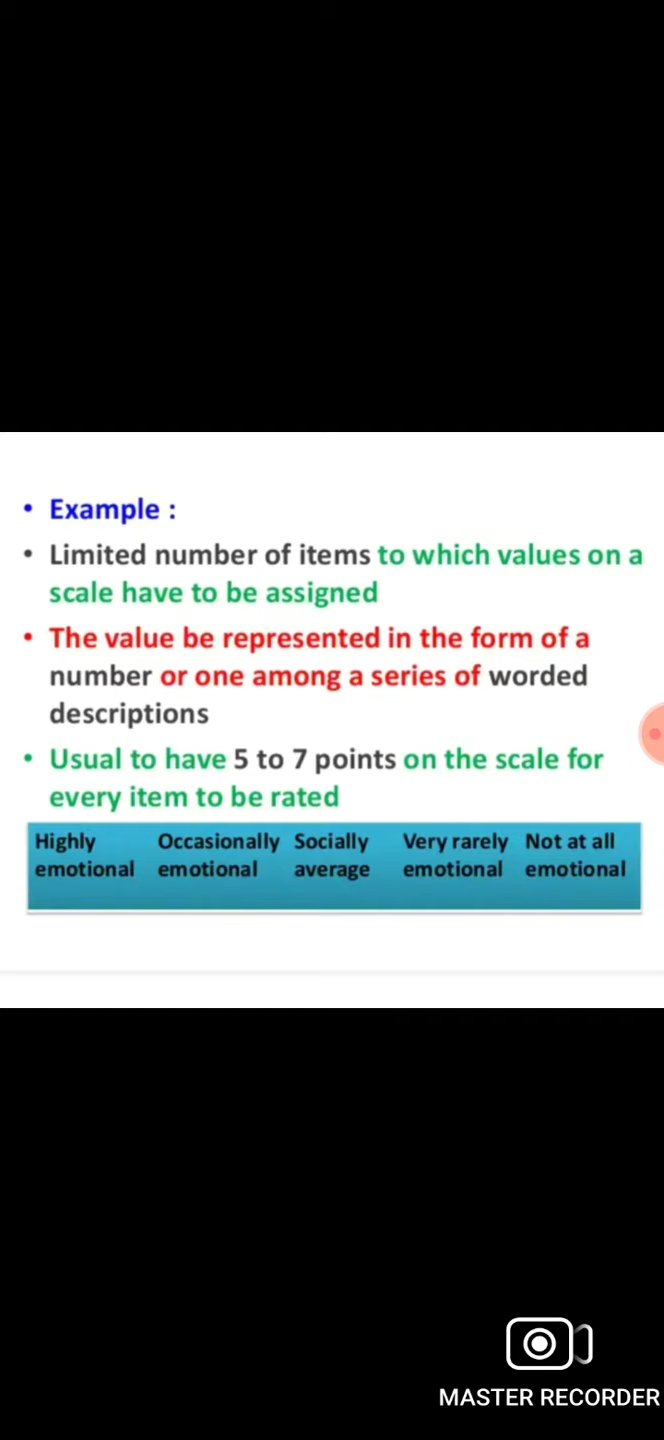 • Example :
• Limited number of items to which values on a
scale have to be assigned
• The value be represented in the form of a
number or one among a series of worded
descriptions
• Usual to have 5 to 7 points on the scale for
every item to be rated
Highly Occasionally Socially Very rarely Not at all
emotional emotional average emotional emotional
MASTER RECORDER